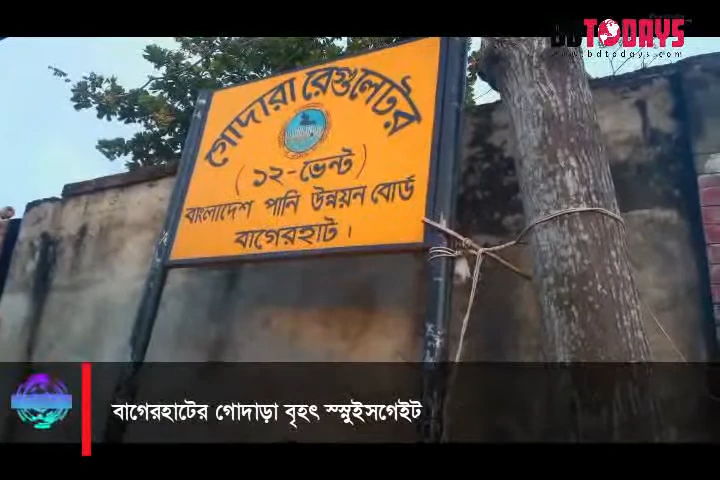 BDTODAYS
www.bdtodays.com
গোদারা রেগুলেটর
(১২-ভেন্ট)
বাংলাদেশ পানি উন্নয়ন বোর্ড
বাগেরহাট।
বাগেরহাটের গোদাড়া বৃহৎ স্স্লুইসগেইট